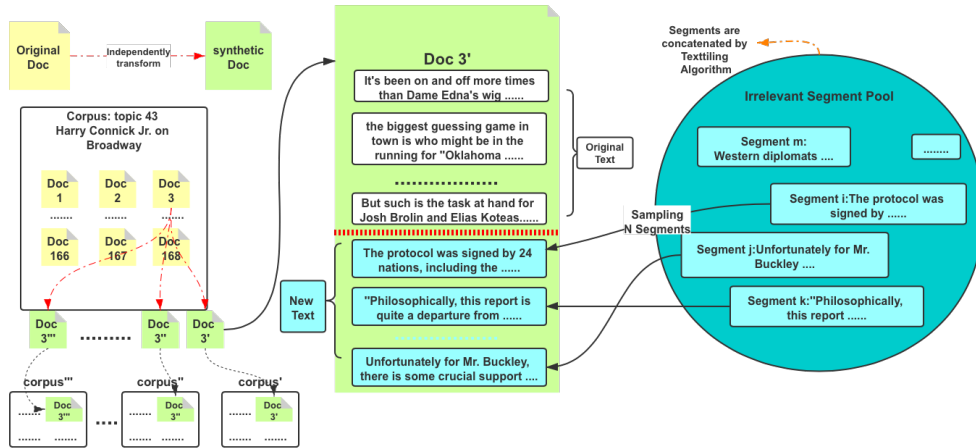 Original
Doc
Independently
transform
synthetic
Doc
Corpus: topic 43
Harry Connick Jr. on
Broadway
Doc
1
Doc
2
Doc
3
.......
.......
.......
Doc
166
Doc
167
Doc
168
Doc
3'''
.........
Doc
3''
Doc
3'
corpus'''
corpus''
corpus'
.......
Doc
3'''
.......
.......
....
.......
Doc
3''
.......
.......
.......
Doc
3'
.......
.......
Doc 3'
It's been on and off more times
than Dame Edna's wig ......
the biggest guessing game in
town is who might be in the
running for "Oklahoma ......
..............
But such is the task at hand for
Josh Brolin and Elias Koteas......
Original
Text
The protocol was signed by 24
nations, including the ......
"Philosophically, this report is
quite a departure from ......
..............
Unfortunately for Mr. Buckley,
there is some crucial support ....
New
Text
Segments are
concatenated by
Texttiling
Algorithm
Irrelevant Segment Pool
Segment m:
Western diplomats ....
........
Segment i:The protocol was
signed by ......
Sampling
N Segments
Segment j:Unfortunately for Mr.
Buckley ....
Segment k:"Philosophically,
this report ......